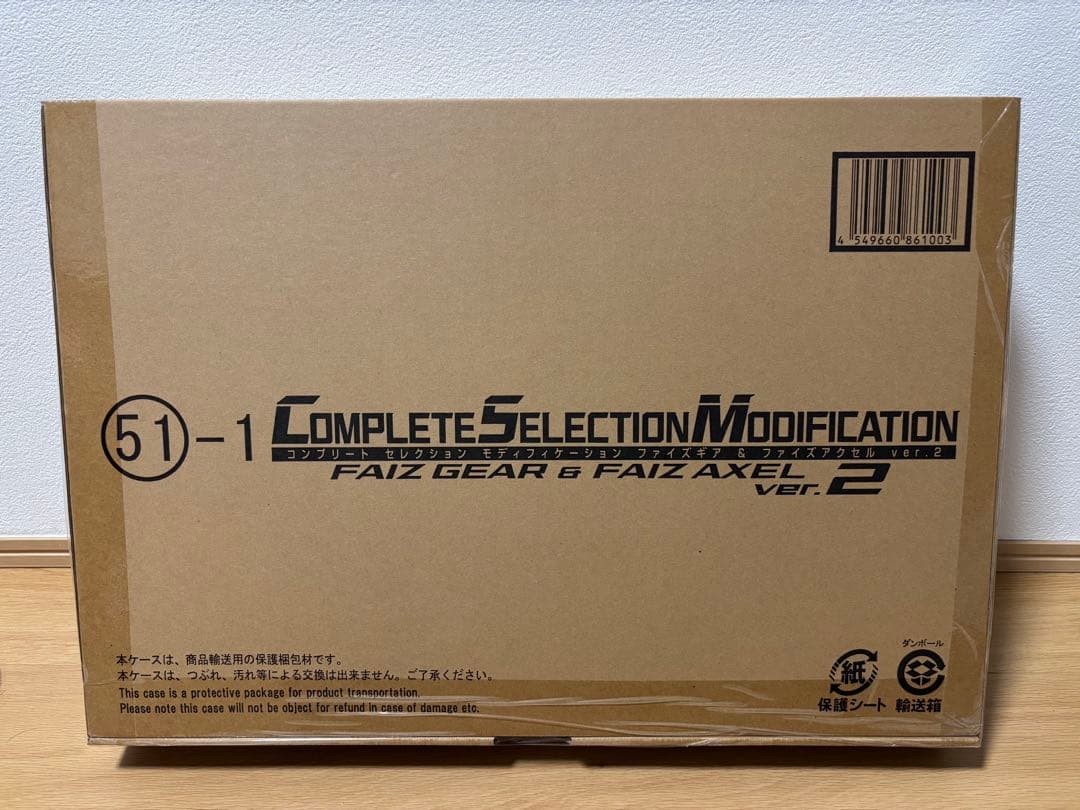 4 549660 861003
51-1 COMPLETE SELECTION MODIFICATION
コンプリート セレクション モディフィケーション ファイズギア & ファイズアクセル ver.2
FAIZ GEAR & FAIZ AXEL
ver.2
本ケースは、商品輸送用の保護梱包材です。
本ケースは、つぶれ、汚れ等による交換は出来ません。ご了承ください。
This case is a protective package for product transportation.
Please note this case will not be object for refund in case of damage etc.
紙
保護シート
ダンボール
輸送箱